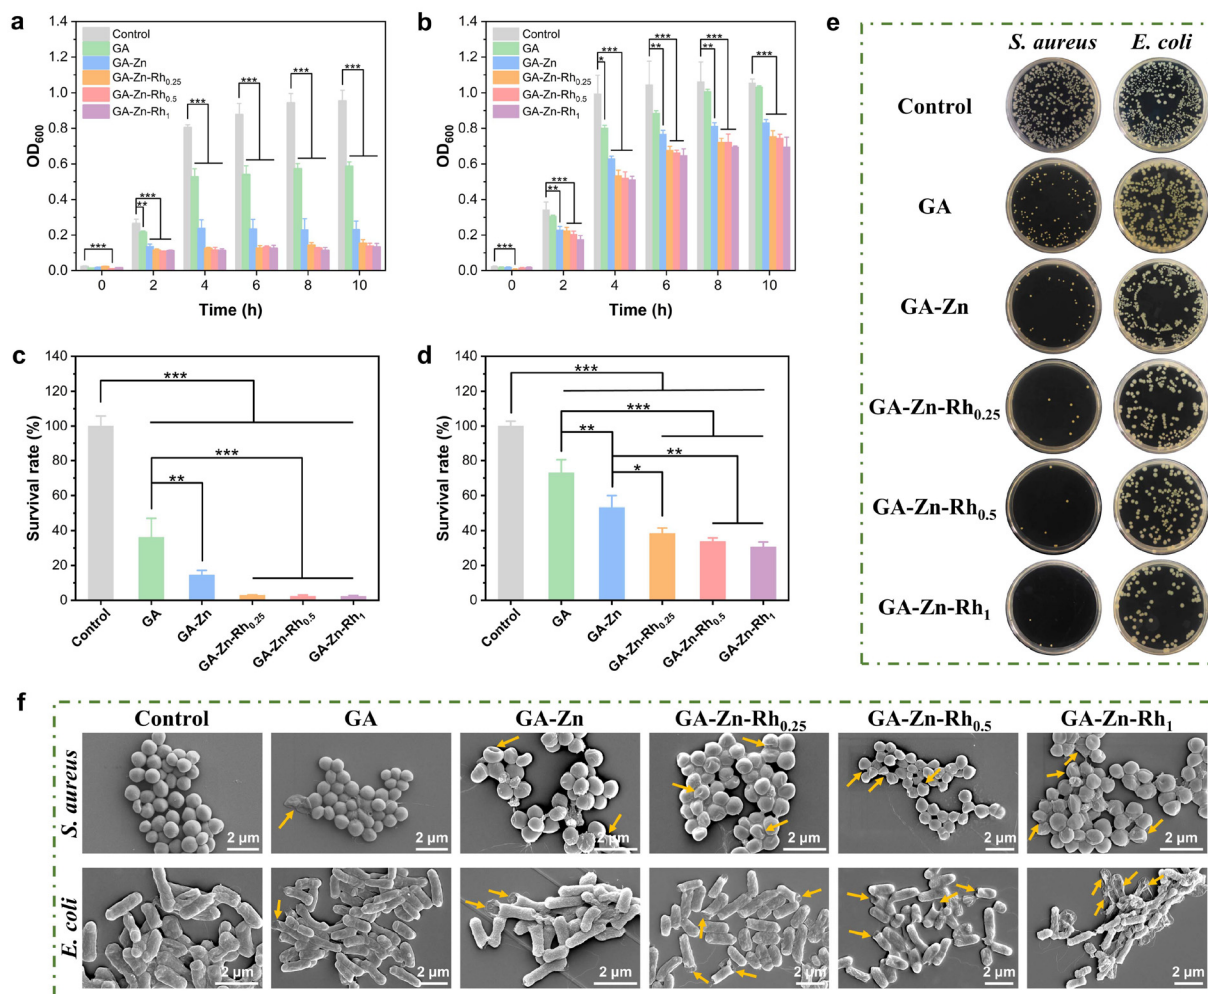 a
1.4
1.2
1.0
0.8
0.6
0.4
0.2
0.0
OD600
Control
GA
GA-Zn
GA-Zn-Rh0.25
GA-Zn-Rh0.5
GA-Zn-Rh1
***
***
**
***
***
***
***
0 2 4 6 8 10
Time (h)
b
1.4
1.2
1.0
0.8
0.6
0.4
0.2
0.0
OD600
Control
GA
GA-Zn
GA-Zn-Rh0.25
GA-Zn-Rh0.5
GA-Zn-Rh1
***
***
**
***
*
***
**
***
**
***
0 2 4 6 8 10
Time (h)
c
140
120
100
80
60
40
20
0
Survival rate (%)
***
***
**
Control GA GA-Zn GA-Zn-Rh0.25 GA-Zn-Rh0.5 GA-Zn-Rh1
d
140
120
100
80
60
40
20
0
Survival rate (%)
***
***
**
**
*
Control GA GA-Zn GA-Zn-Rh0.25 GA-Zn-Rh0.5 GA-Zn-Rh1
e
S. aureus E. coli
Control
GA
GA-Zn
GA-Zn-Rh0.25
GA-Zn-Rh0.5
GA-Zn-Rh1
f
Control GA GA-Zn GA-Zn-Rh0.25 GA-Zn-Rh0.5 GA-Zn-Rh1
S. aureus
2 μm 2 μm 2 μm 2 μm 2 μm 2 μm
E. coli
2 μm 2 μm 2 μm 2 μm 2 μm 2 μm